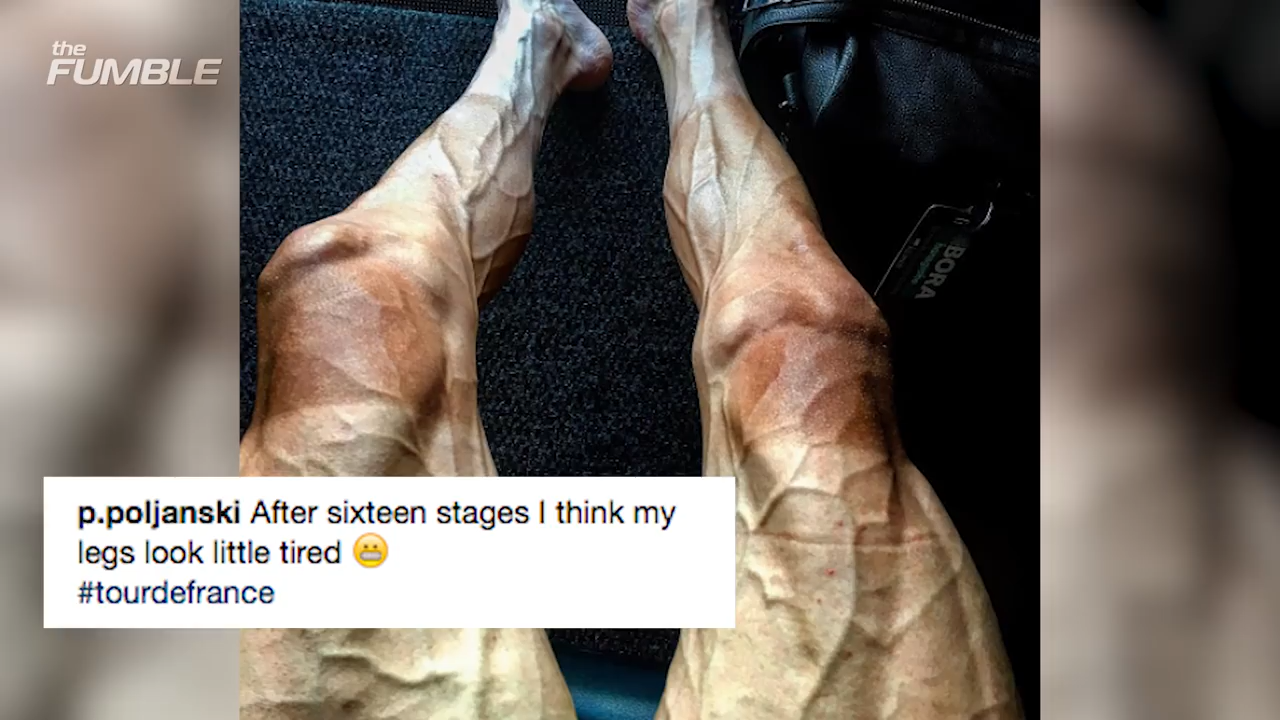 the
FUMBLE
BORA
p.poljanski After sixteen stages I think my
legs look little tired 😬
#tourdefrance